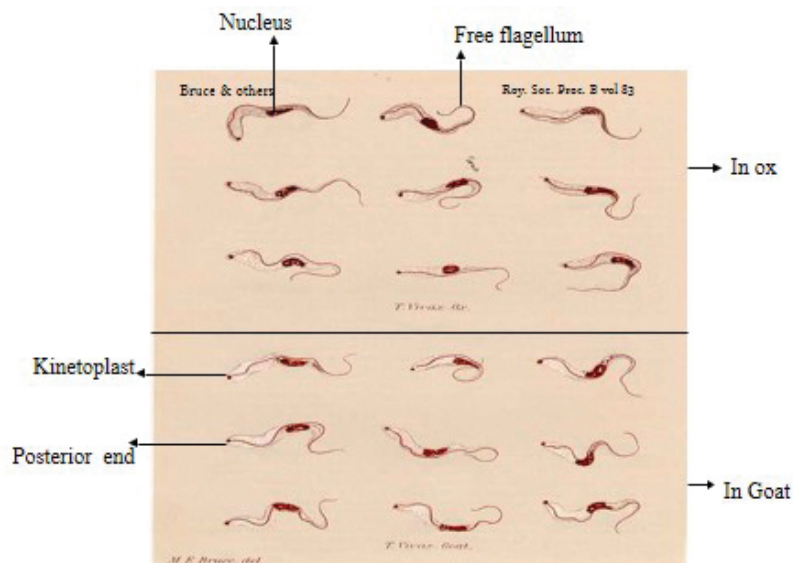 Nucleus
Free flagellum
Bruce & others
Roy. Soc. Proc. B vol 83
In ox
T. Vivax. Ox.
Kinetoplast
Posterior end
In Goat
T. Vivax. Goat.
M. E. Bruce. del.